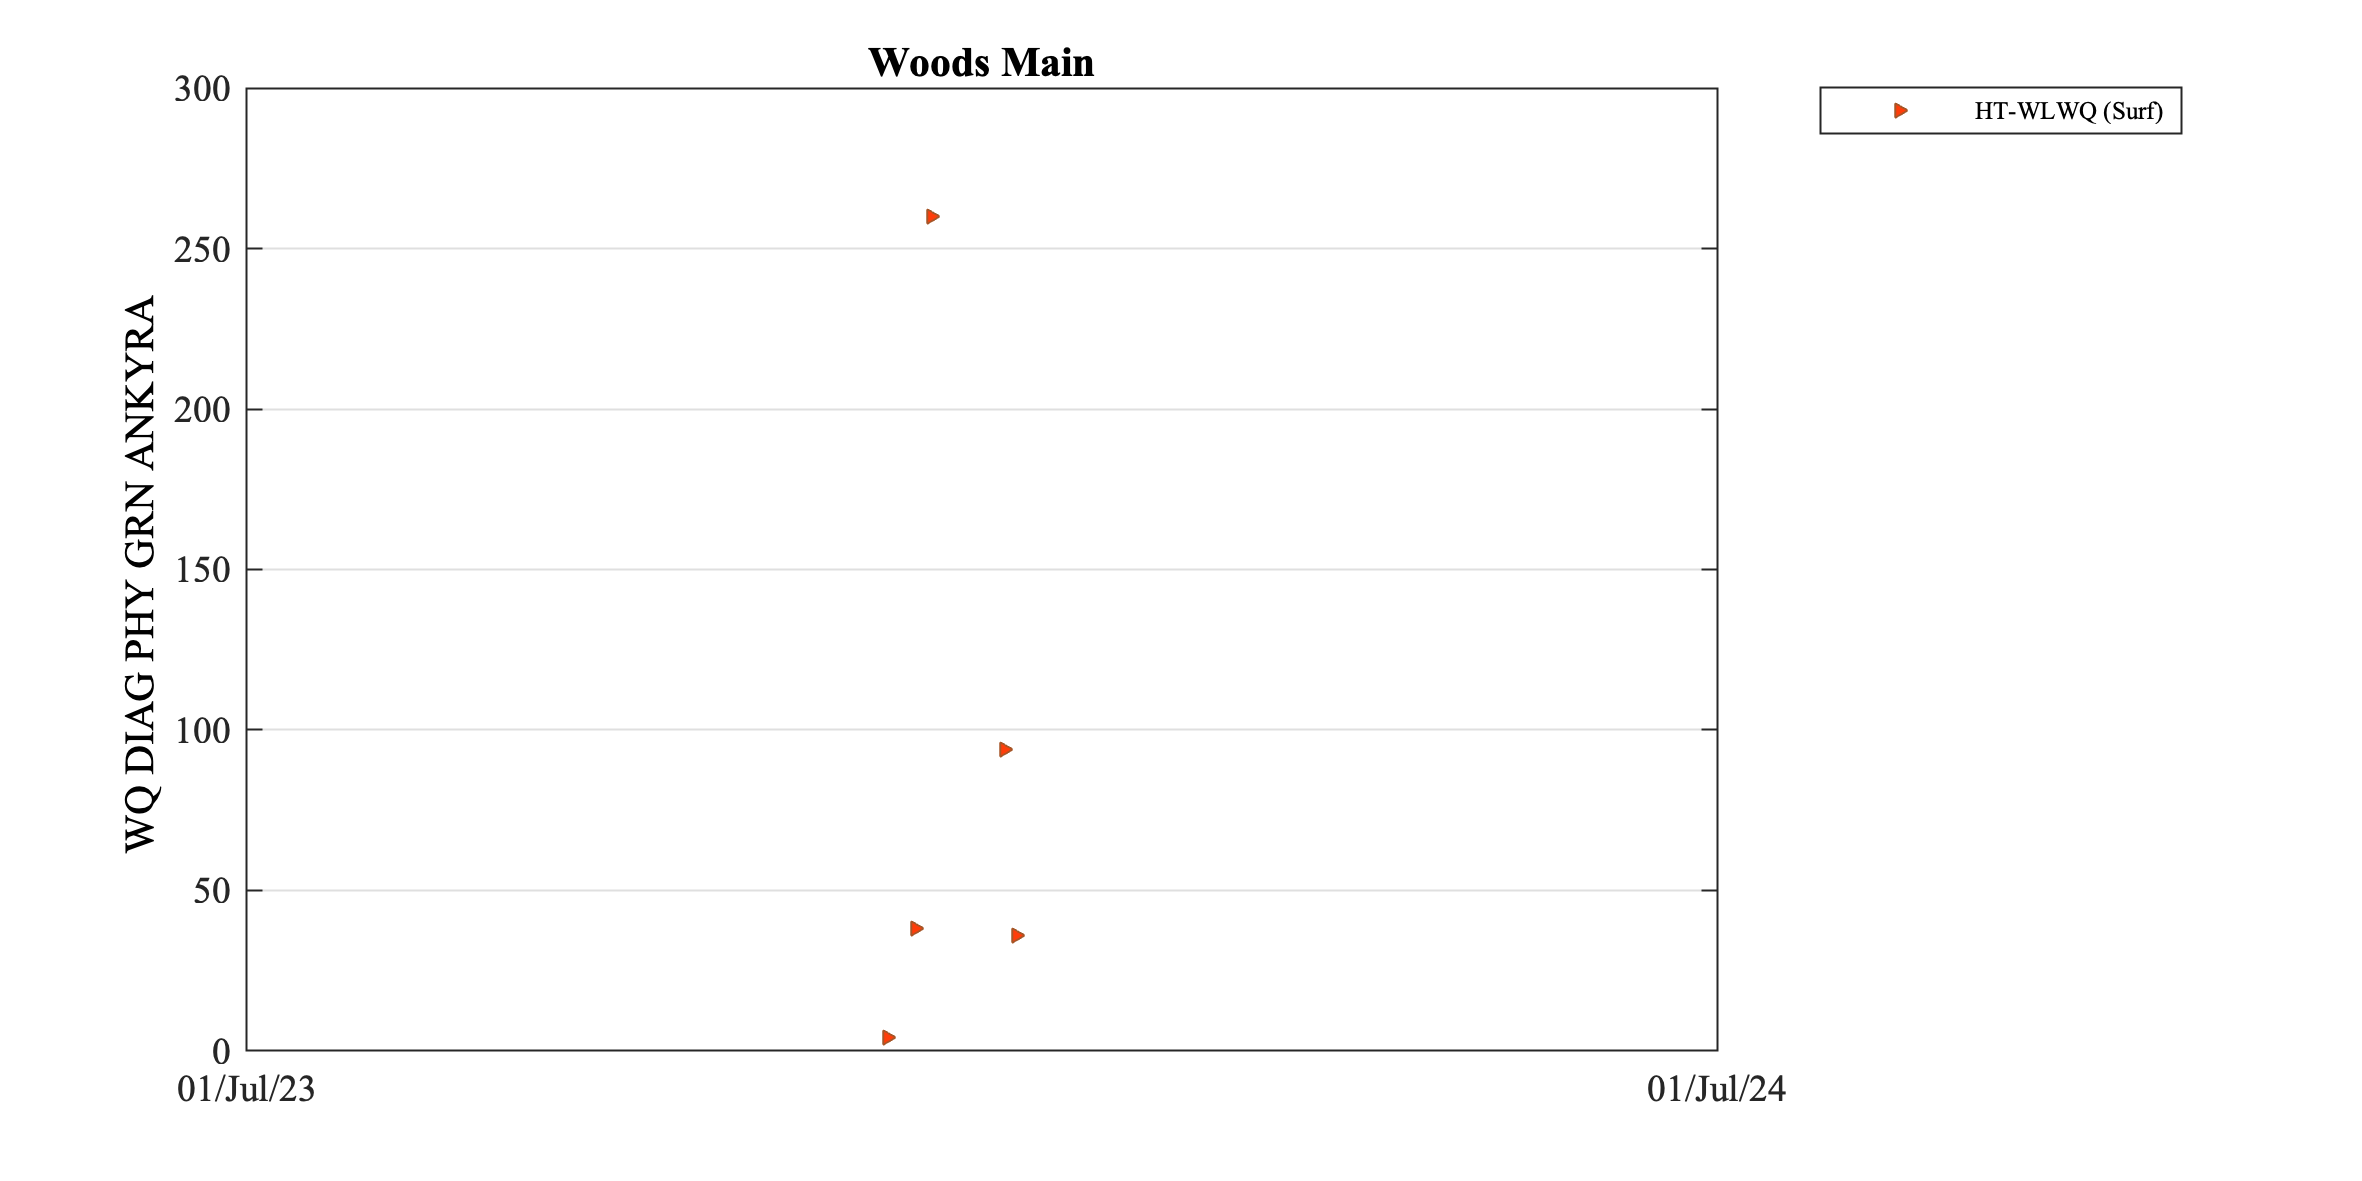 Woods Main
HT-WLWQ (Surf)
WQ DIAG PHY GRN ANKYRA
300
250
200
150
100
50
0
01/Jul/23
01/Jul/24